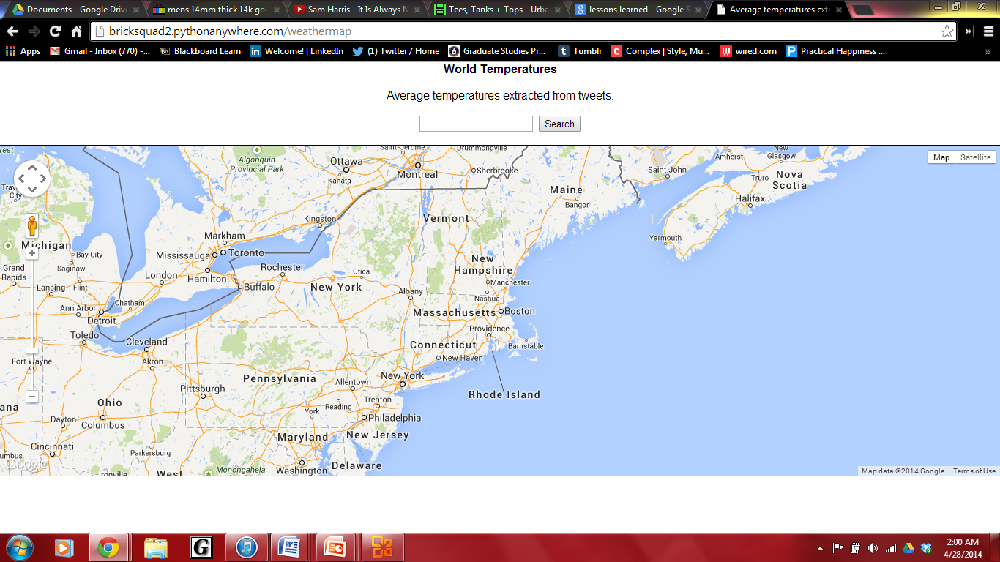 Documents - Google Drive
mens 14mm thick 14k gol
Sam Harris - It Is Always N
Tees, Tanks + Tops - Urba
lessons learned - Google S
Average temperatures ext
bricksquad2.pythonanywhere.com/weathermap
Apps
Gmail - Inbox (770) -...
Blackboard Learn
Welcome! | LinkedIn
(1) Twitter / Home
Graduate Studies Pr...
Tumblr
Complex | Style, Mu...
wired.com
Practical Happiness ...
World Temperatures
Average temperatures extracted from tweets.
Search
Map Satellite
Algonquin
Provincial Park
Ottawa
Kanata
Saint-Jérôme
Drummondville
Montreal
Sherbrooke
Maine
Bangor
Saint John
Amherst
New
Glasgow
Truro
Nova
Scotia
Halifax
Yarmouth
Kingston
Vermont
Markham
Mississauga
Toronto
Hamilton
London
Rochester
Buffalo
Utica
New York
Albany
New
Hampshire
Manchester
Nashua
Massachusetts
Boston
Providence
Barnstable
Connecticut
New Haven
Rhode Island
Michigan
Bay City
Saginaw
Grand
Rapids
Lansing
Flint
Ann Arbor
Chatham
Detroit
Toledo
Cleveland
Fort Wayne
Akron
Pennsylvania
Pittsburgh
Allentown
New York
Reading
Trenton
York
Philadelphia
ana
Ohio
Dayton
Columbus
Cincinnati
Parkersburg
Maryland
New Jersey
Delaware
Washington
Monongahela
West
Ironville
umbus
Google
Map data ©2014 Google
Terms of Use
2:00 AM
4/28/2014